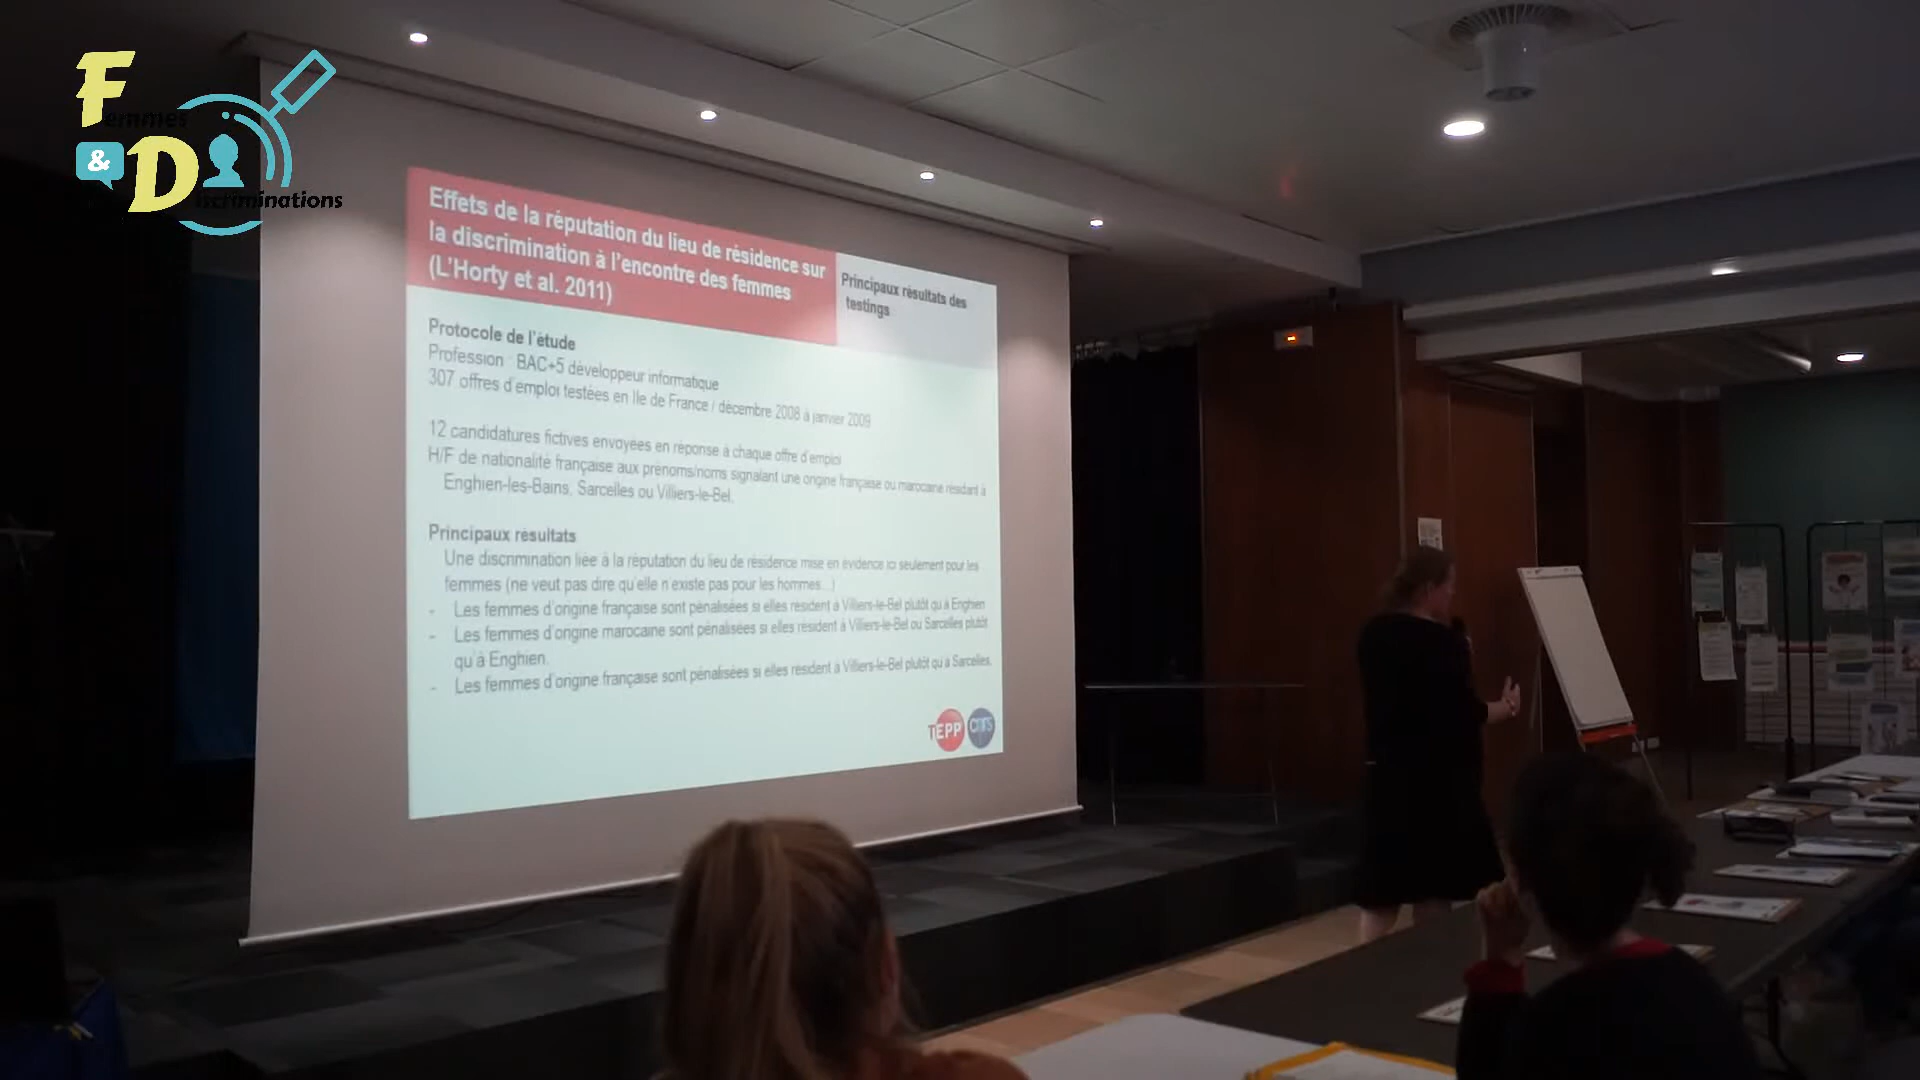 Femmes
& Discriminations
Effets de la réputation du lieu de résidence sur
la discrimination à l'encontre des femmes
(L'Horty et al. 2011)
Principaux résultats des
testings
Protocole de l'étude
Profession : BAC+5 développeur informatique
307 offres d'emploi testées en Ile de France / décembre 2008 à janvier 2009
12 candidatures fictives envoyées en réponse à chaque offre d'emploi
H/F de nationalité française aux prénoms/noms signalant une origine française ou marocaine résidant à
Enghien-les-Bains, Sarcelles ou Villiers-le-Bel.
Principaux résultats
Une discrimination liée à la réputation du lieu de résidence mise en évidence ici seulement pour les
femmes (ne veut pas dire qu'elle n'existe pas pour les hommes...)
- Les femmes d'origine française sont pénalisées si elles résident à Villiers-le-Bel plutôt qu'à Enghien
- Les femmes d'origine marocaine sont pénalisées si elles résident à Villiers-le-Bel ou Sarcelles plutôt
qu'à Enghien.
- Les femmes d'origine française sont pénalisées si elles résident à Villiers-le-Bel plutôt qu'à Sarcelles.
TEPP cnrs